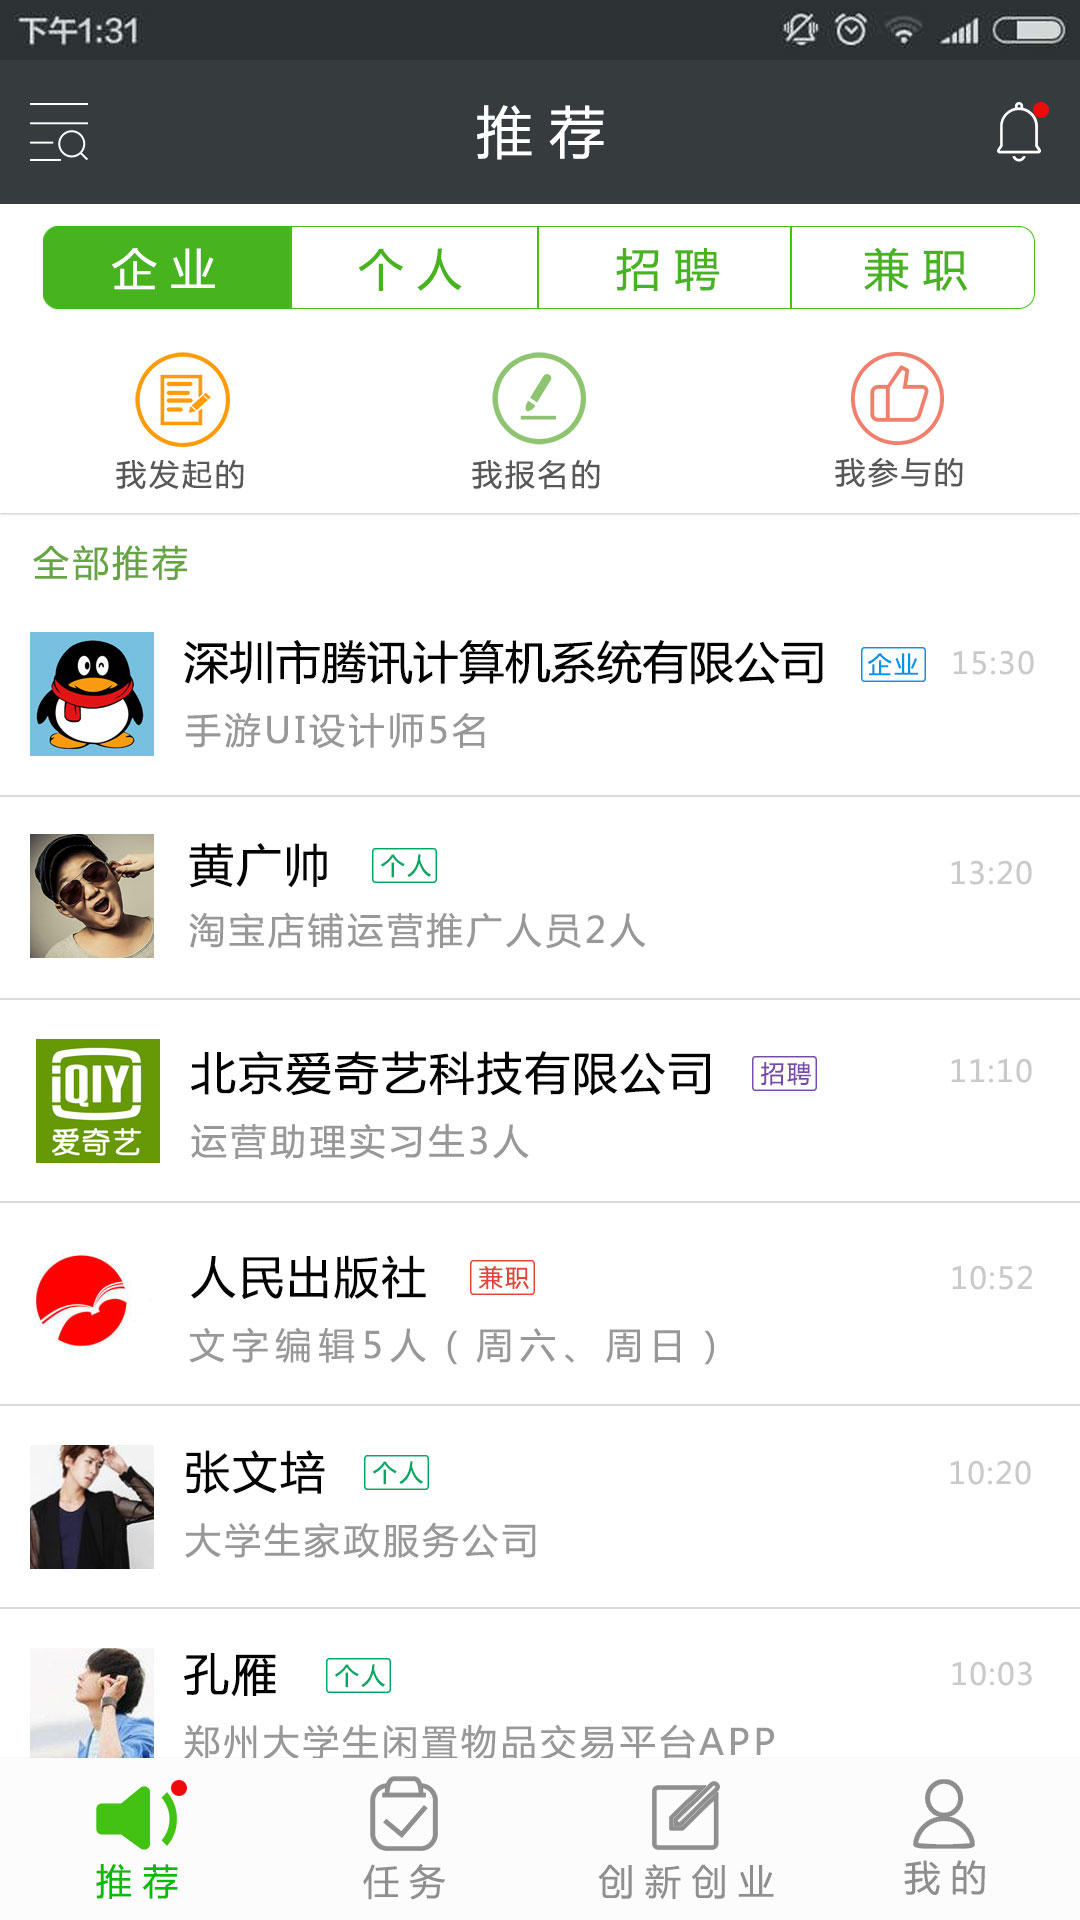 下午1:31
推荐
企业 个人 招聘 兼职
我发起的 我报名的 我参与的
全部推荐
深圳市腾讯计算机系统有限公司 企业 15:30
手游UI设计师5名
黄广帅 个人 13:20
淘宝店铺运营推广人员2人
iQIYI
爱奇艺
北京爱奇艺科技有限公司 招聘 11:10
运营助理实习生3人
人民出版社 兼职 10:52
文字编辑5人（周六、周日）
张文培 个人 10:20
大学生家政服务公司
孔雁 个人 10:03
郑州大学生闲置物品交易平台APP
推荐 任务 创新创业 我的